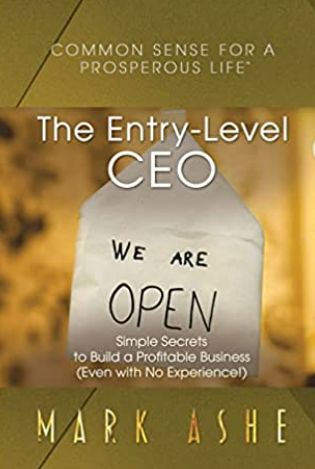 COMMON SENSE FOR A
PROSPEROUS LIFE™
The Entry-Level
CEO
WE ARE
OPEN
Simple Secrets
to Build a Profitable Business
(Even with No Experience!)
MARK ASHE